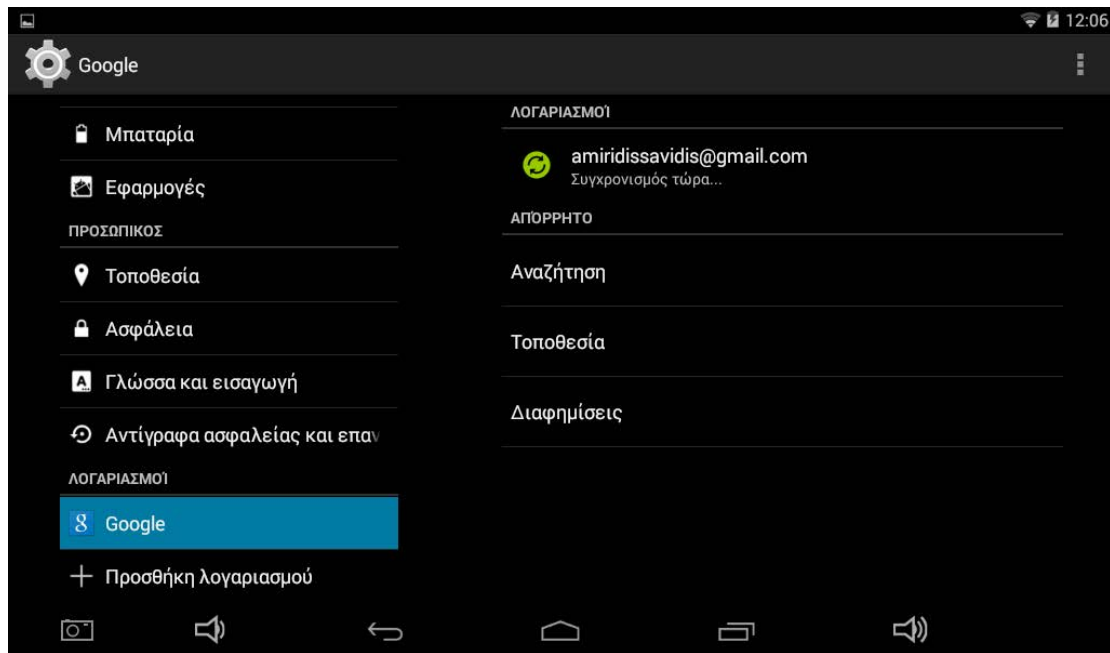 12:06
Google
Μπαταρία
Εφαρμογές
ΠΡΟΣΩΠΙΚΟΣ
Τοποθεσία
Ασφάλεια
Γλώσσα και εισαγωγή
Αντίγραφα ασφαλείας και επαν
ΛΟΓΑΡΙΑΣΜΟΊ
Google
Προσθήκη λογαριασμού
ΛΟΓΑΡΙΑΣΜΟΊ
amiridissavidis@gmail.com
Συγχρονισμός τώρα...
ΑΠΌΡΡΗΤΟ
Αναζήτηση
Τοποθεσία
Διαφημίσεις